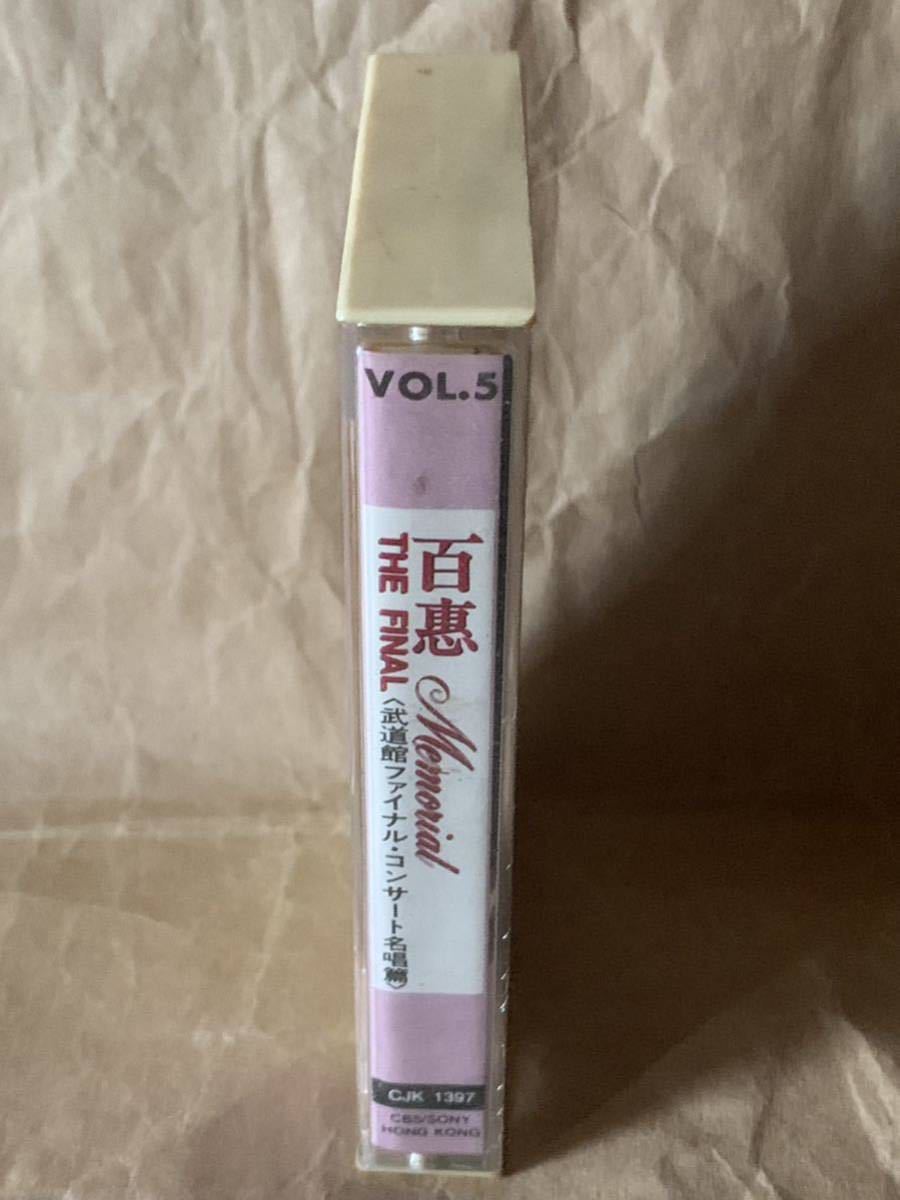 VOL.5
百惠 Memorial
THE FINAL〈武道館ファイナル・コンサート名唱篇〉
CJK 1397
CBS/SONY
HONG KONG